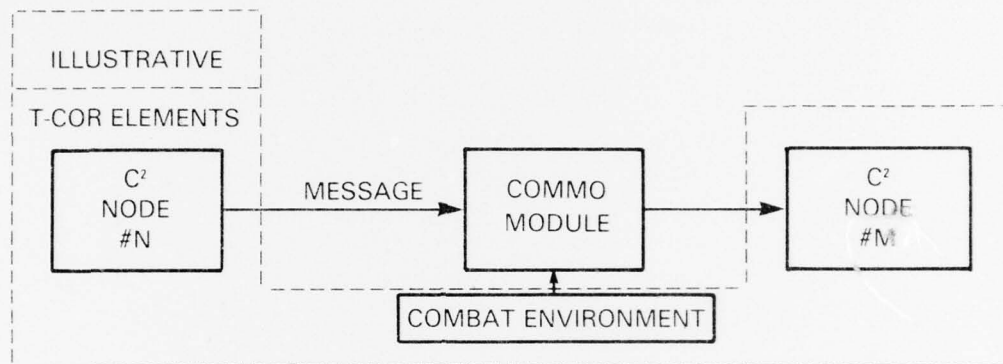 ILLUSTRATIVE
T-COR ELEMENTS
C²
NODE
#N
MESSAGE
COMMO
MODULE
C²
NODE
#M
COMBAT ENVIRONMENT